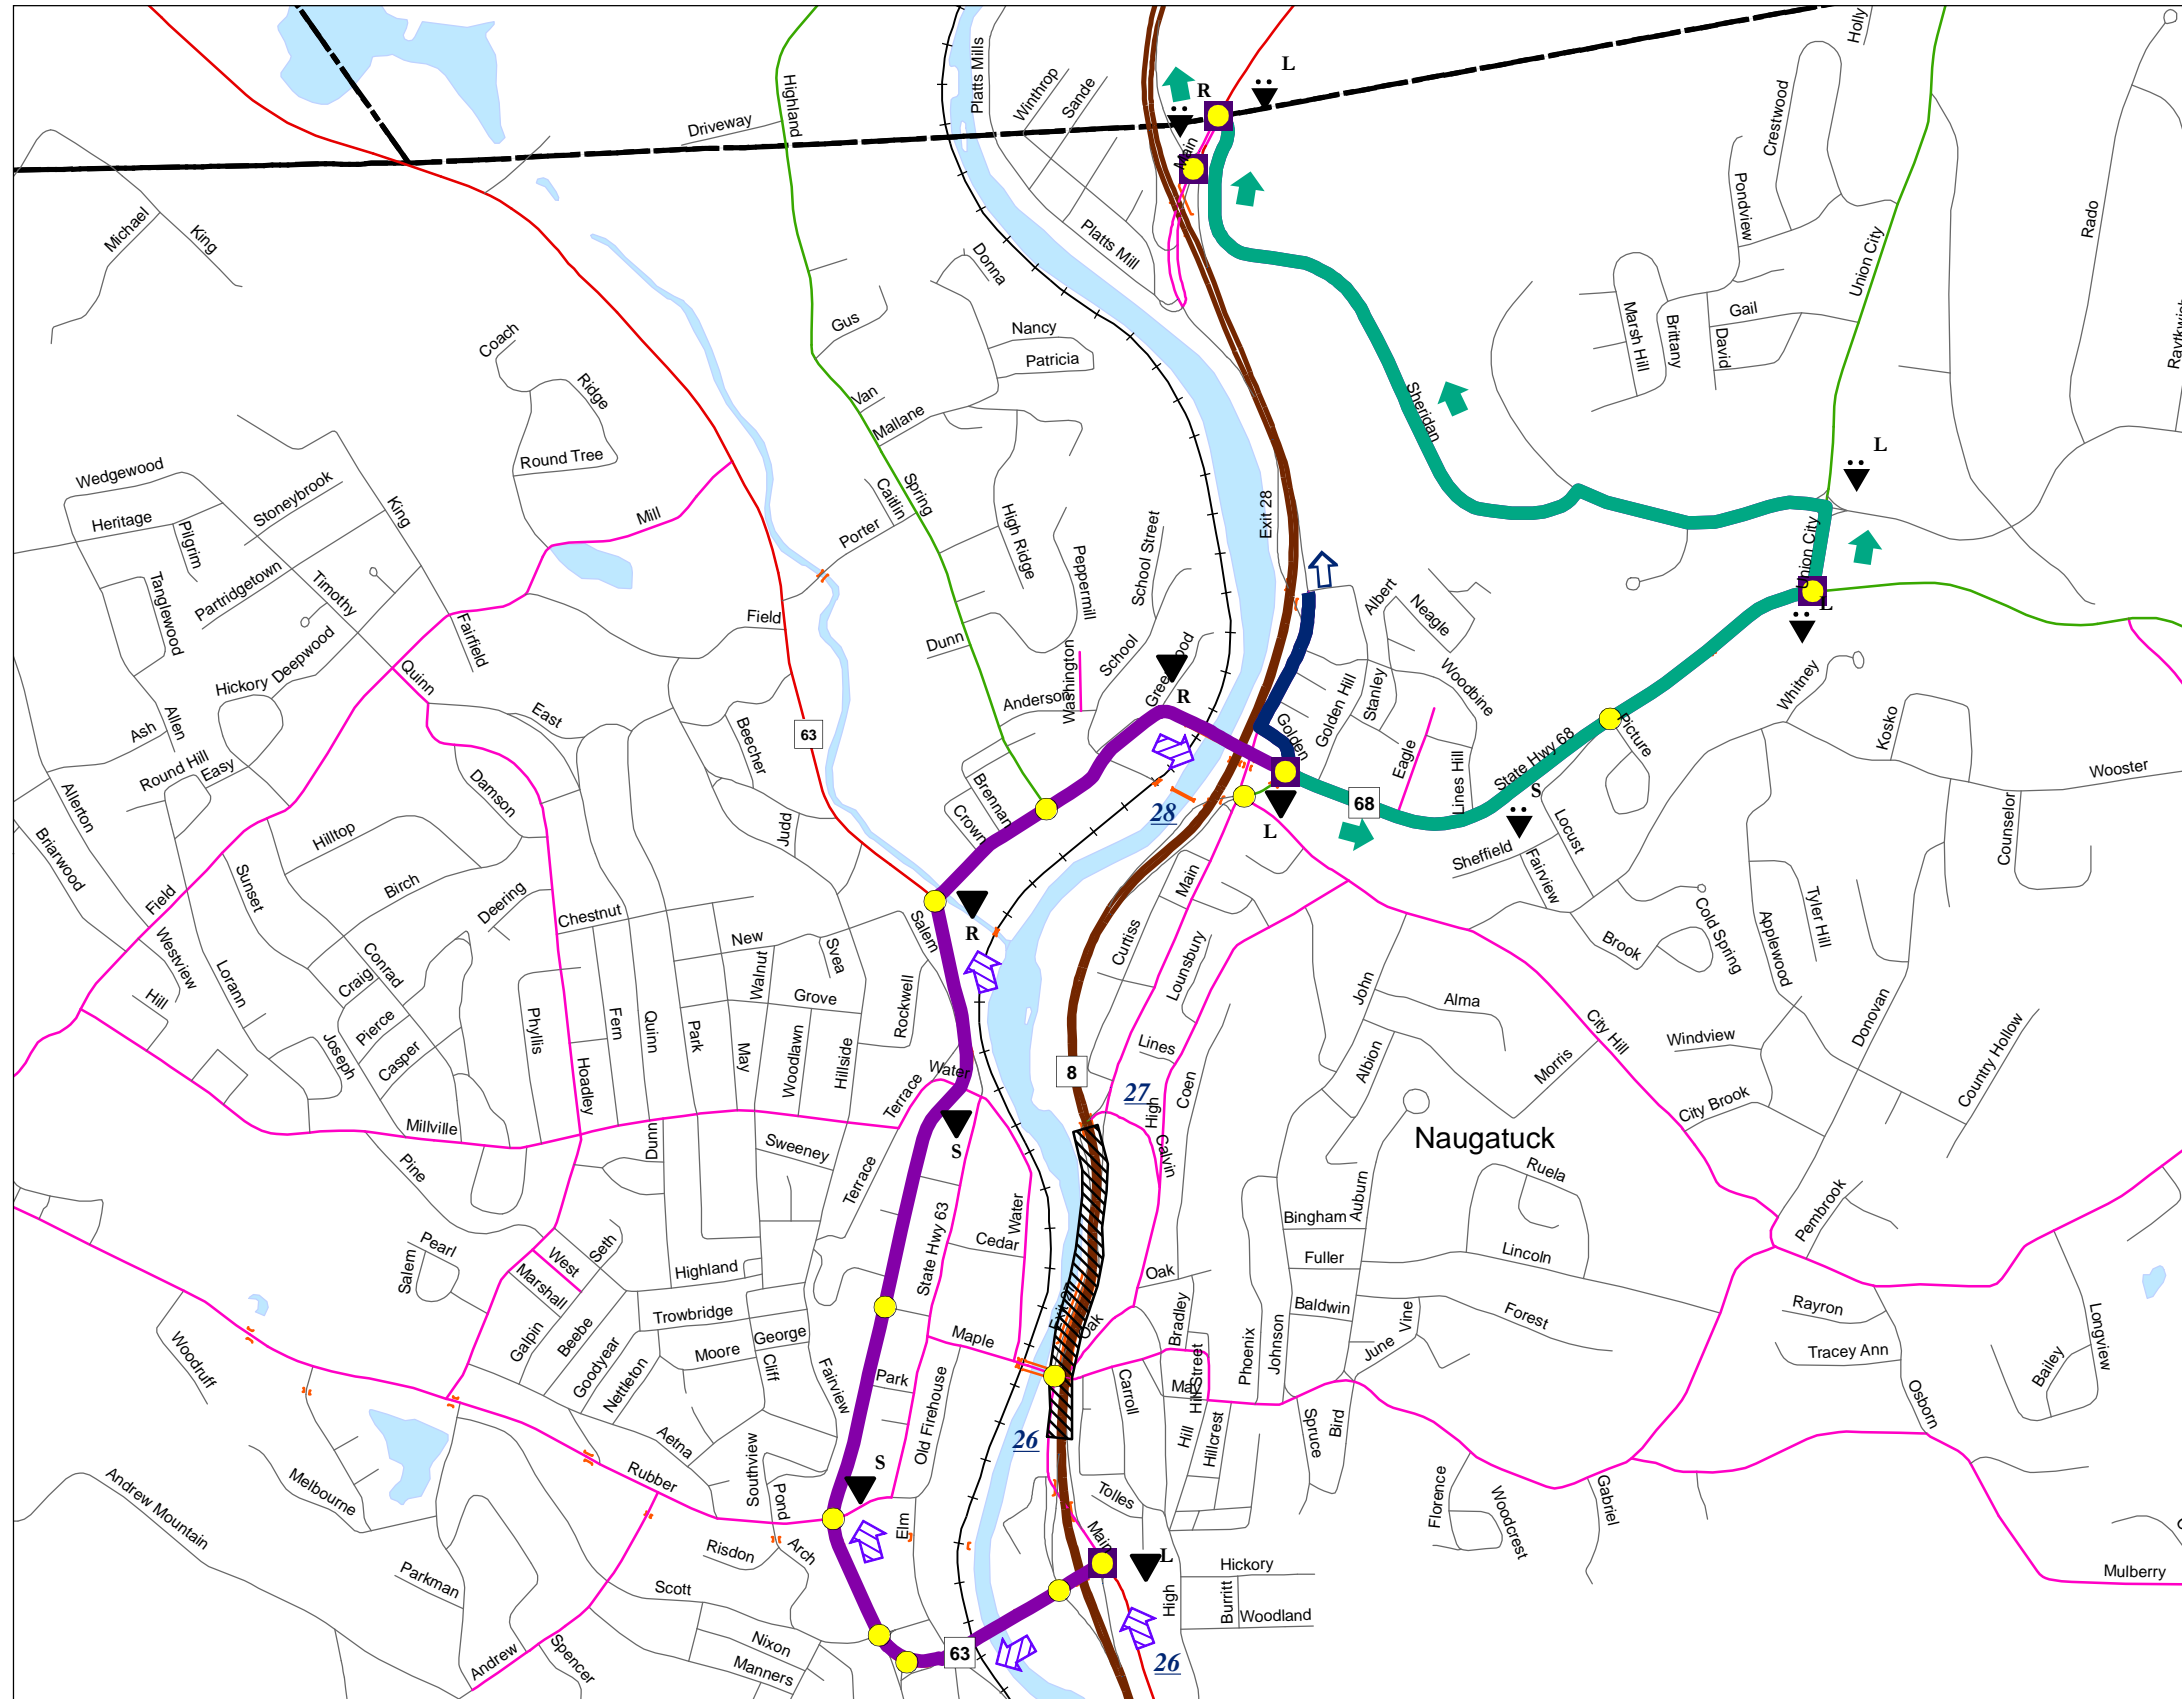 Holly
L
Platts Mills
Winthrop
Sande
R
Highland
Driveway
Crestwood
Main
Michael
King
Pondview
Rado
Platts Mill
Donna
Union City
Gus
Nancy
Patricia
Coach
Ridge
Marsh Hill
Brittany
Gail
David
Van
Mallane
Sheridan
Round Tree
L
Wedgewood
Heritage
Stoneybrook
King
Pilgrim
Mill
Caitlin
Spring
Porter
High Ridge
Exit 28
School Street
Peppermill
Union City
Partridgetown
Timothy
Tanglewood
Field
Albert
Neagle
L
Fairfield
Deepwood
Hickory
Quinn
Dunn
School
Washington
Anderson
R
Golden Hill
Stanley
Woodbine
Whitney
Allen
Ash
East
Beecher
63
Golden
Picture
Kosko
Round Hill
Easy
Damson
Eagle
Lines Hill
State Hwy 68
S
Wooster
Allerton
Brennan
Crown
28
68
L
Briarwood
Hilltop
Judd
Sheffield
Fairview
Locust
Counselor
Field
Sunset
Birch
Deering
Chestnut
Main
Salem
R
Cold Spring
Tyler Hill
Applewood
Westview
Lorann
Conrad
Craig
New
Walnut
Svea
Curtiss
Lounsbury
Brook
Hill
Pierce
Casper
Joseph
Phyllis
Fern
Quinn
Park
May
Grove
Woodlawn
Rockwell
Hillside
John
Alma
City Hill
Donovan
Windview
Country Hollow
Hoadley
Water
Terrace
8
Lines
27
High
Coen
Albion
Morris
City Brook
Millville
Pine
Dunn
Sweeney
Terrace
S
Calvin
Naugatuck
Ruela
Auburn
Bingham
Pembrook
Water
Pearl
Salem
West
Seth
Marshall
Highland
State Hwy 63
Cedar
Fuller
Lincoln
Oak
Oak
Bradley
Baldwin
Vine
Forest
Rayron
Longview
Galpin
Beebe
Trowbridge
George
Moore
Maple
Woodruff
Goodyear
Nettleton
Cliff
Fairview
Park
Old Firehouse
Carroll
May
Hill Street
Phoenix
Johnson
June
Tracey Ann
Bailey
Osborn
Aetna
Rubber
Southview
Pond
S
26
Hill
Hillcrest
Spruce
Bird
Florence
Woodcrest
Gabriel
Melbourne
Andrew Mountain
Elm
Tolles
Main
Risdon
Arch
L
Hickory
Mulberry
Parkman
Scott
High
Burritt
Woodland
Nixon
Manners
Andrew
Spencer
63
26